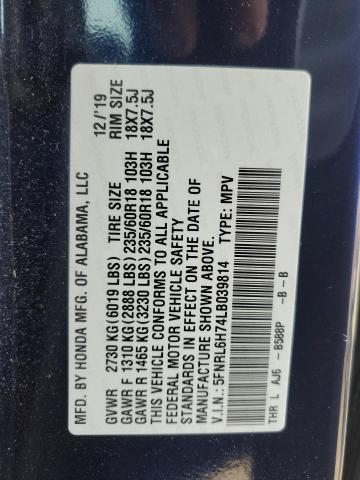 MFD. BY HONDA MFG. OF ALABAMA, LLC 12/'19
GVWR 2730 KG (6019 LBS) TIRE SIZE RIM SIZE
GAWR F 1310 KG (2888 LBS) 235/60R18 103H 18X7.5J
GAWR R 1465 KG (3230 LBS) 235/60R18 103H 18X7.5J
THIS VEHICLE CONFORMS TO ALL APPLICABLE
FEDERAL MOTOR VEHICLE SAFETY
STANDARDS IN EFFECT ON THE DATE OF
MANUFACTURE SHOWN ABOVE.
V.I.N.: 5FNRL6H74LB039814 TYPE: MPV
THR L AJ6 -B588P -B -B